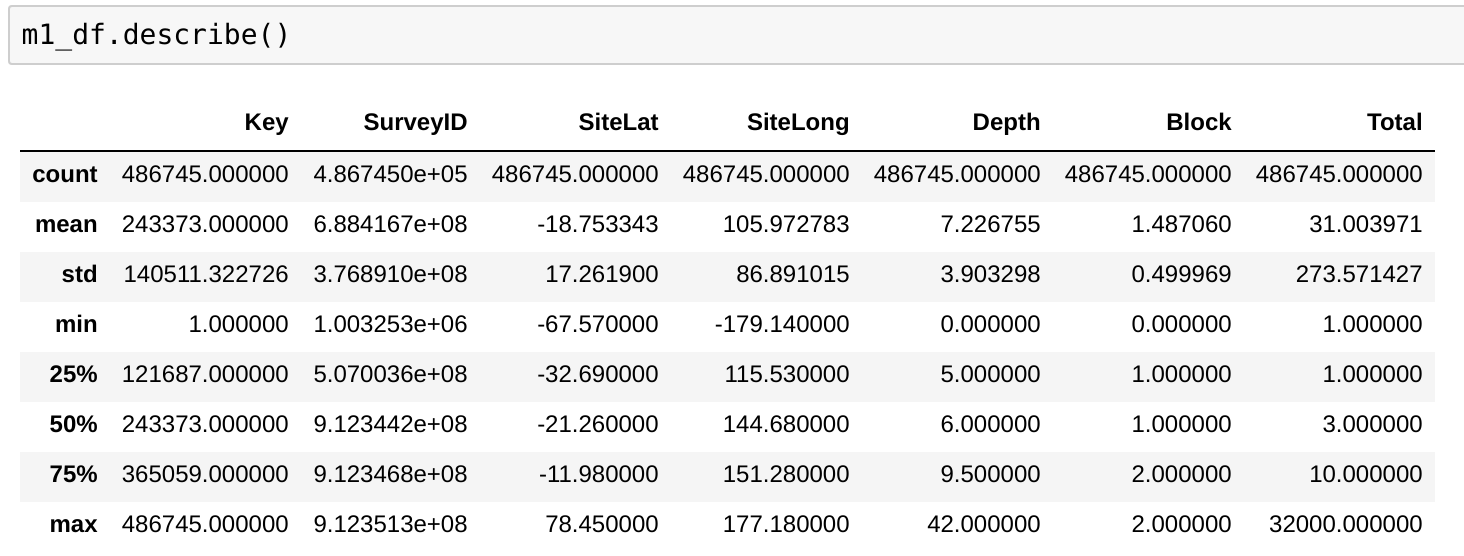 m1_df.describe()
Key SurveyID SiteLat SiteLong Depth Block Total
count 486745.000000 4.867450e+05 486745.000000 486745.000000 486745.000000 486745.000000 486745.000000
mean 243373.000000 6.884167e+08 -18.753343 105.972783 7.226755 1.487060 31.003971
std 140511.322726 3.768910e+08 17.261900 86.891015 3.903298 0.499969 273.571427
min 1.000000 1.003253e+06 -67.570000 -179.140000 0.000000 0.000000 1.000000
25% 121687.000000 5.070036e+08 -32.690000 115.530000 5.000000 1.000000 1.000000
50% 243373.000000 9.123442e+08 -21.260000 144.680000 6.000000 1.000000 3.000000
75% 365059.000000 9.123468e+08 -11.980000 151.280000 9.500000 2.000000 10.000000
max 486745.000000 9.123513e+08 78.450000 177.180000 42.000000 2.000000 32000.000000